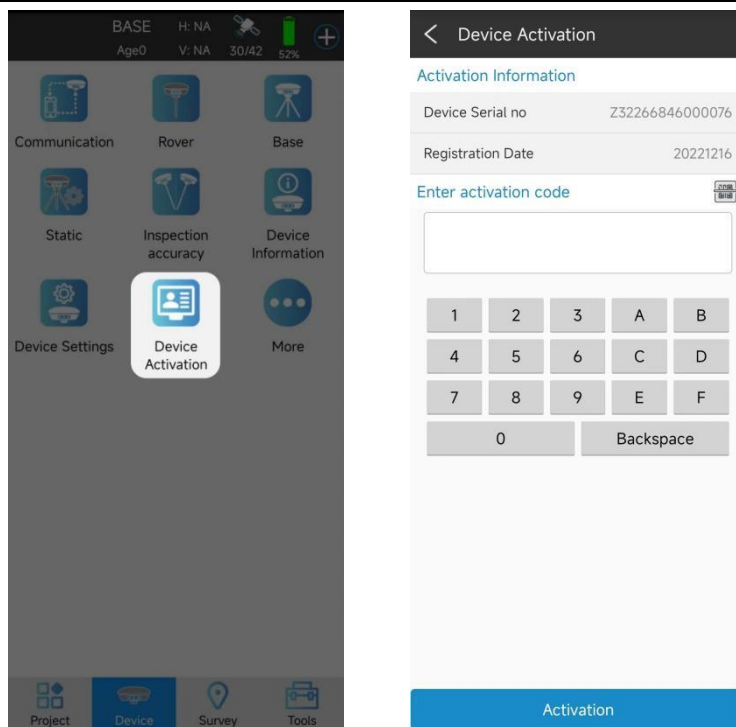 BASE H: NA
Age0 V: NA 30/42 52%
Communication Rover Base
Static Inspection accuracy Device Information
Device Settings Device Activation More
Project Device Survey Tools
Device Activation
Activation Information
Device Serial no Z32266846000076
Registration Date 20221216
Enter activation code
1 2 3 A B
4 5 6 C D
7 8 9 E F
0 Backspace
Activation